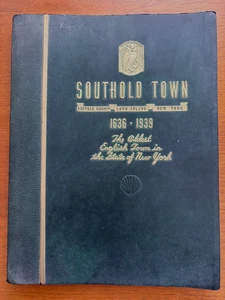 SOUTHOLD TOWN
SUFFOLK COUNTY LONG ISLAND NEW YORK
1636 · 1939
The Oldest
English Town in
the State of New York